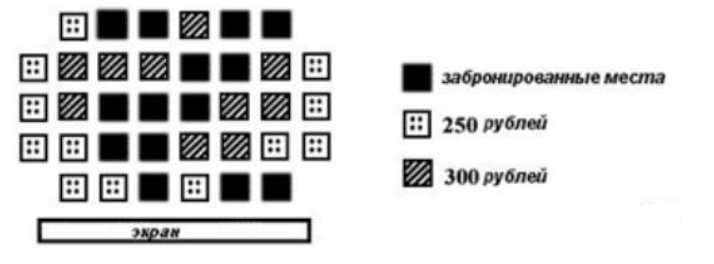 забронированные места
250 рублей
300 рублей
экран